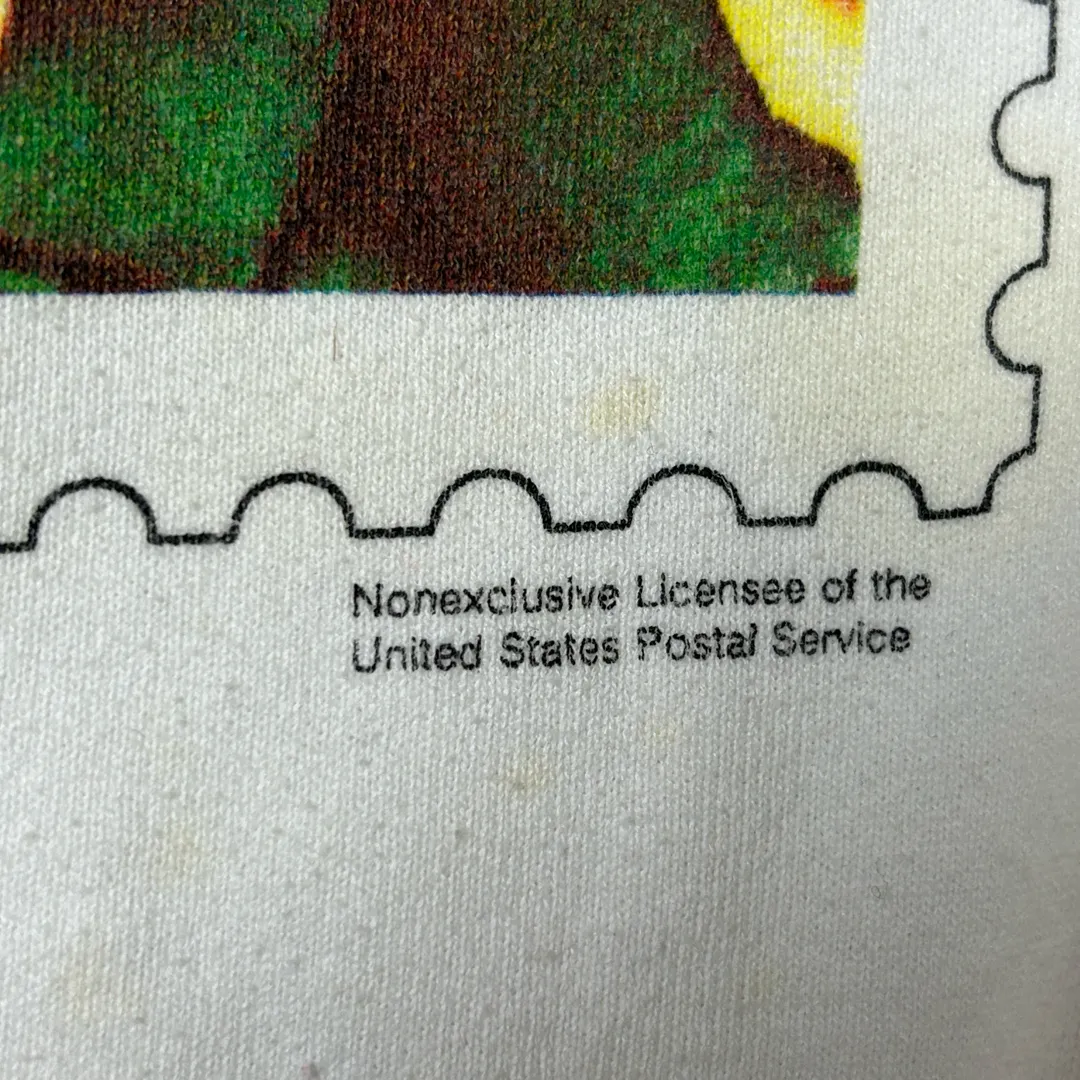 Nonexclusive Licensee of the
United States Postal Service